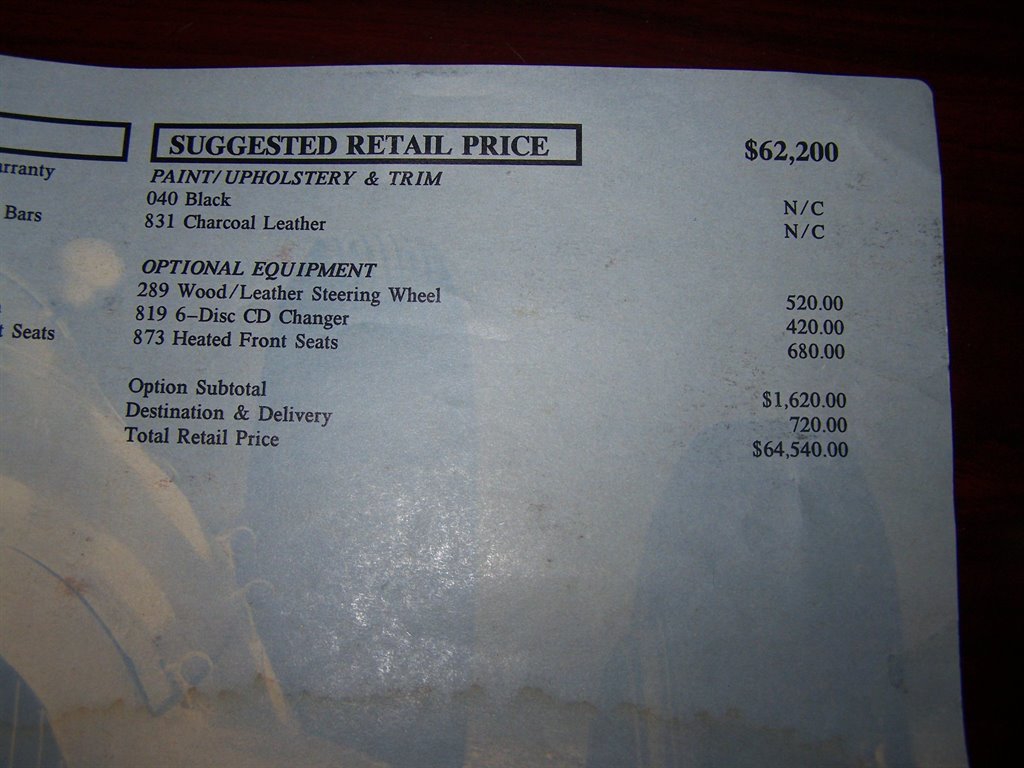 SUGGESTED RETAIL PRICE $62,200
arranty PAINT/UPHOLSTERY & TRIM
040 Black N/C
Bars 831 Charcoal Leather N/C
OPTIONAL EQUIPMENT
289 Wood/Leather Steering Wheel 520.00
819 6-Disc CD Changer 420.00
t Seats 873 Heated Front Seats 680.00
Option Subtotal $1,620.00
Destination & Delivery 720.00
Total Retail Price $64,540.00